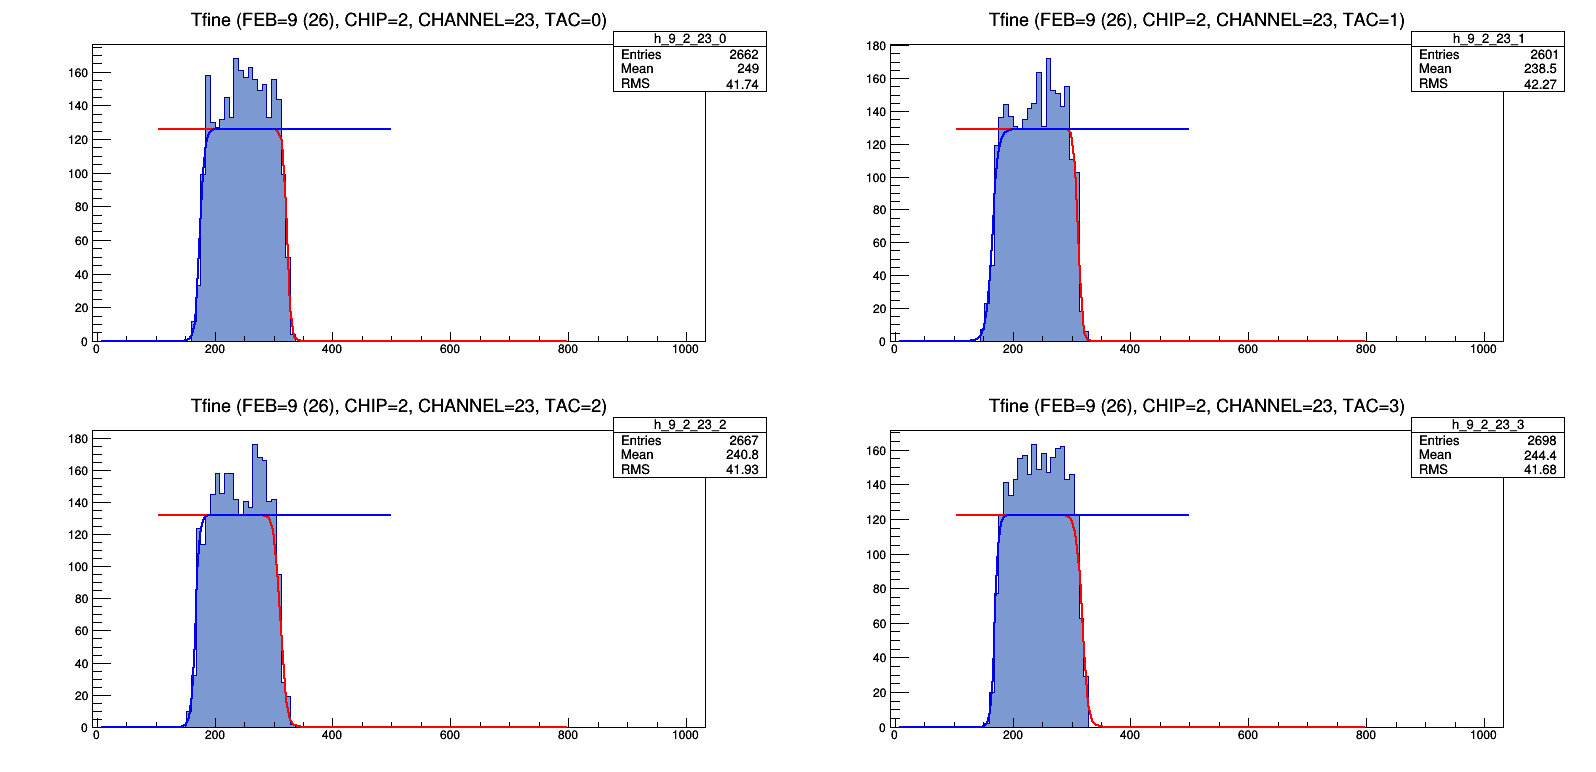 Tfine (FEB=9 (26), CHIP=2, CHANNEL=23, TAC=0)
h_9_2_23_0
Entries 2662
Mean 249
RMS 41.74
160
140
120
100
80
60
40
20
0
0 200 400 600 800 1000
Tfine (FEB=9 (26), CHIP=2, CHANNEL=23, TAC=1)
h_9_2_23_1
Entries 2601
Mean 238.5
RMS 42.27
180
160
140
120
100
80
60
40
20
0
0 200 400 600 800 1000
Tfine (FEB=9 (26), CHIP=2, CHANNEL=23, TAC=2)
h_9_2_23_2
Entries 2667
Mean 240.8
RMS 41.93
180
160
140
120
100
80
60
40
20
0
0 200 400 600 800 1000
Tfine (FEB=9 (26), CHIP=2, CHANNEL=23, TAC=3)
h_9_2_23_3
Entries 2698
Mean 244.4
RMS 41.68
160
140
120
100
80
60
40
20
0
0 200 400 600 800 1000